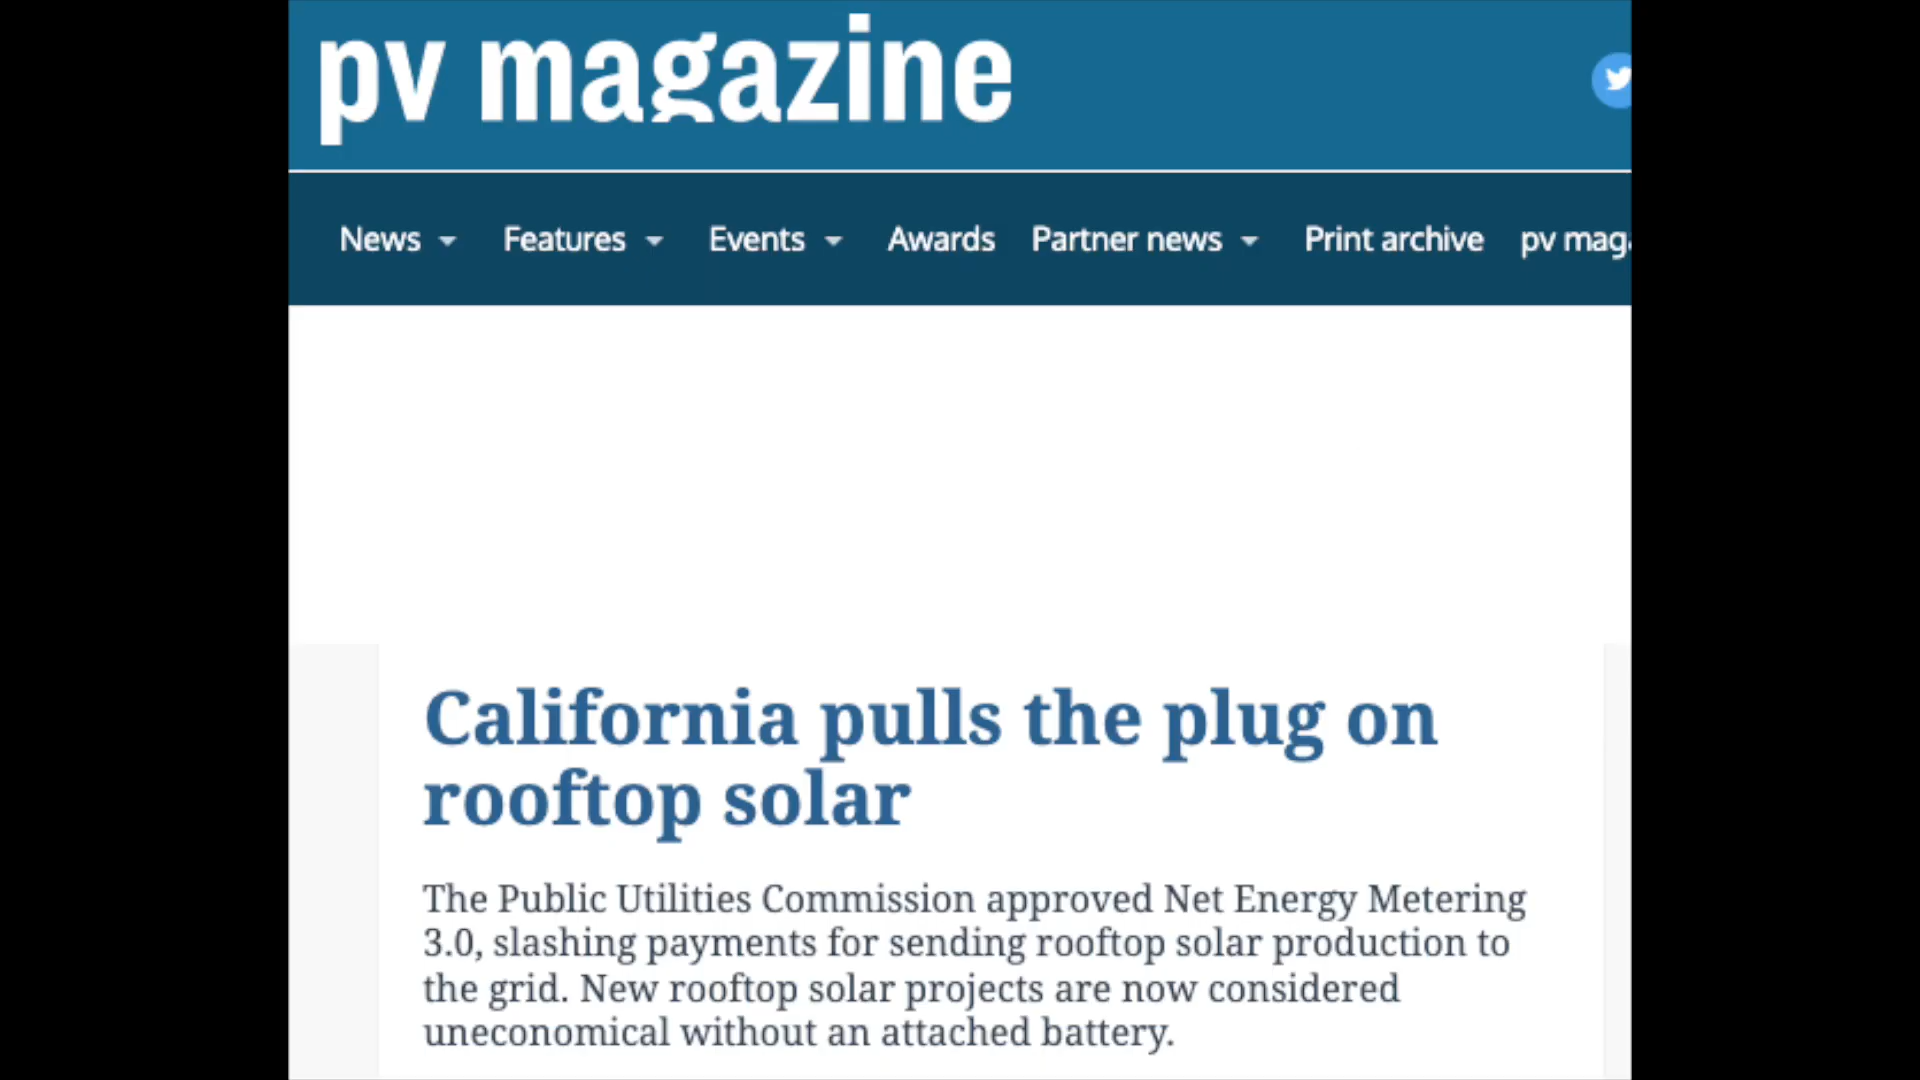 pv magazine
News Features Events Awards Partner news Print archive pv mag
California pulls the plug on
rooftop solar
The Public Utilities Commission approved Net Energy Metering
3.0, slashing payments for sending rooftop solar production to
the grid. New rooftop solar projects are now considered
uneconomical without an attached battery.